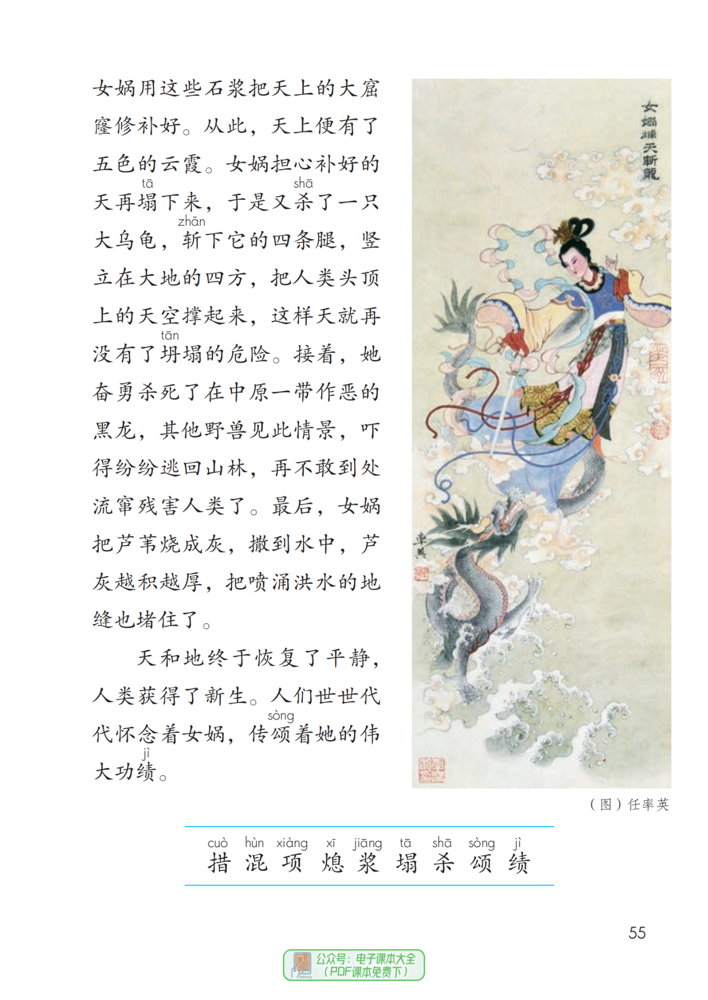 女娲用这些石浆把天上的大窟
窿修补好。从此，天上便有了
五色的云霞。女娲担心补好的
tā shā
天再塌下来，于是又杀了一只
zhǎn
大乌龟，斩下它的四条腿，竖
立在大地的四方，把人类头顶
上的天空撑起来，这样天就再
tān
没有了坍塌的危险。接着，她
奋勇杀死了在中原一带作恶的
黑龙，其他野兽见此情景，吓
得纷纷逃回山林，再不敢到处
流窜残害人类了。最后，女娲
把芦苇烧成灰，撒到水中，芦
灰越积越厚，把喷涌洪水的地
缝也堵住了。
天和地终于恢复了平静，
人类获得了新生。人们世世代
sòng
代怀念着女娲，传颂着她的伟
jì
大功绩。
女媧補天斬龍
率英
（图）任率英
cuò hùn xiàng xī jiāng tā shā sòng jì
措 混 项 熄 浆 塌 杀 颂 绩
55
语文
dzkbdq
公众号：电子课本大全
（PDF课本免费下）